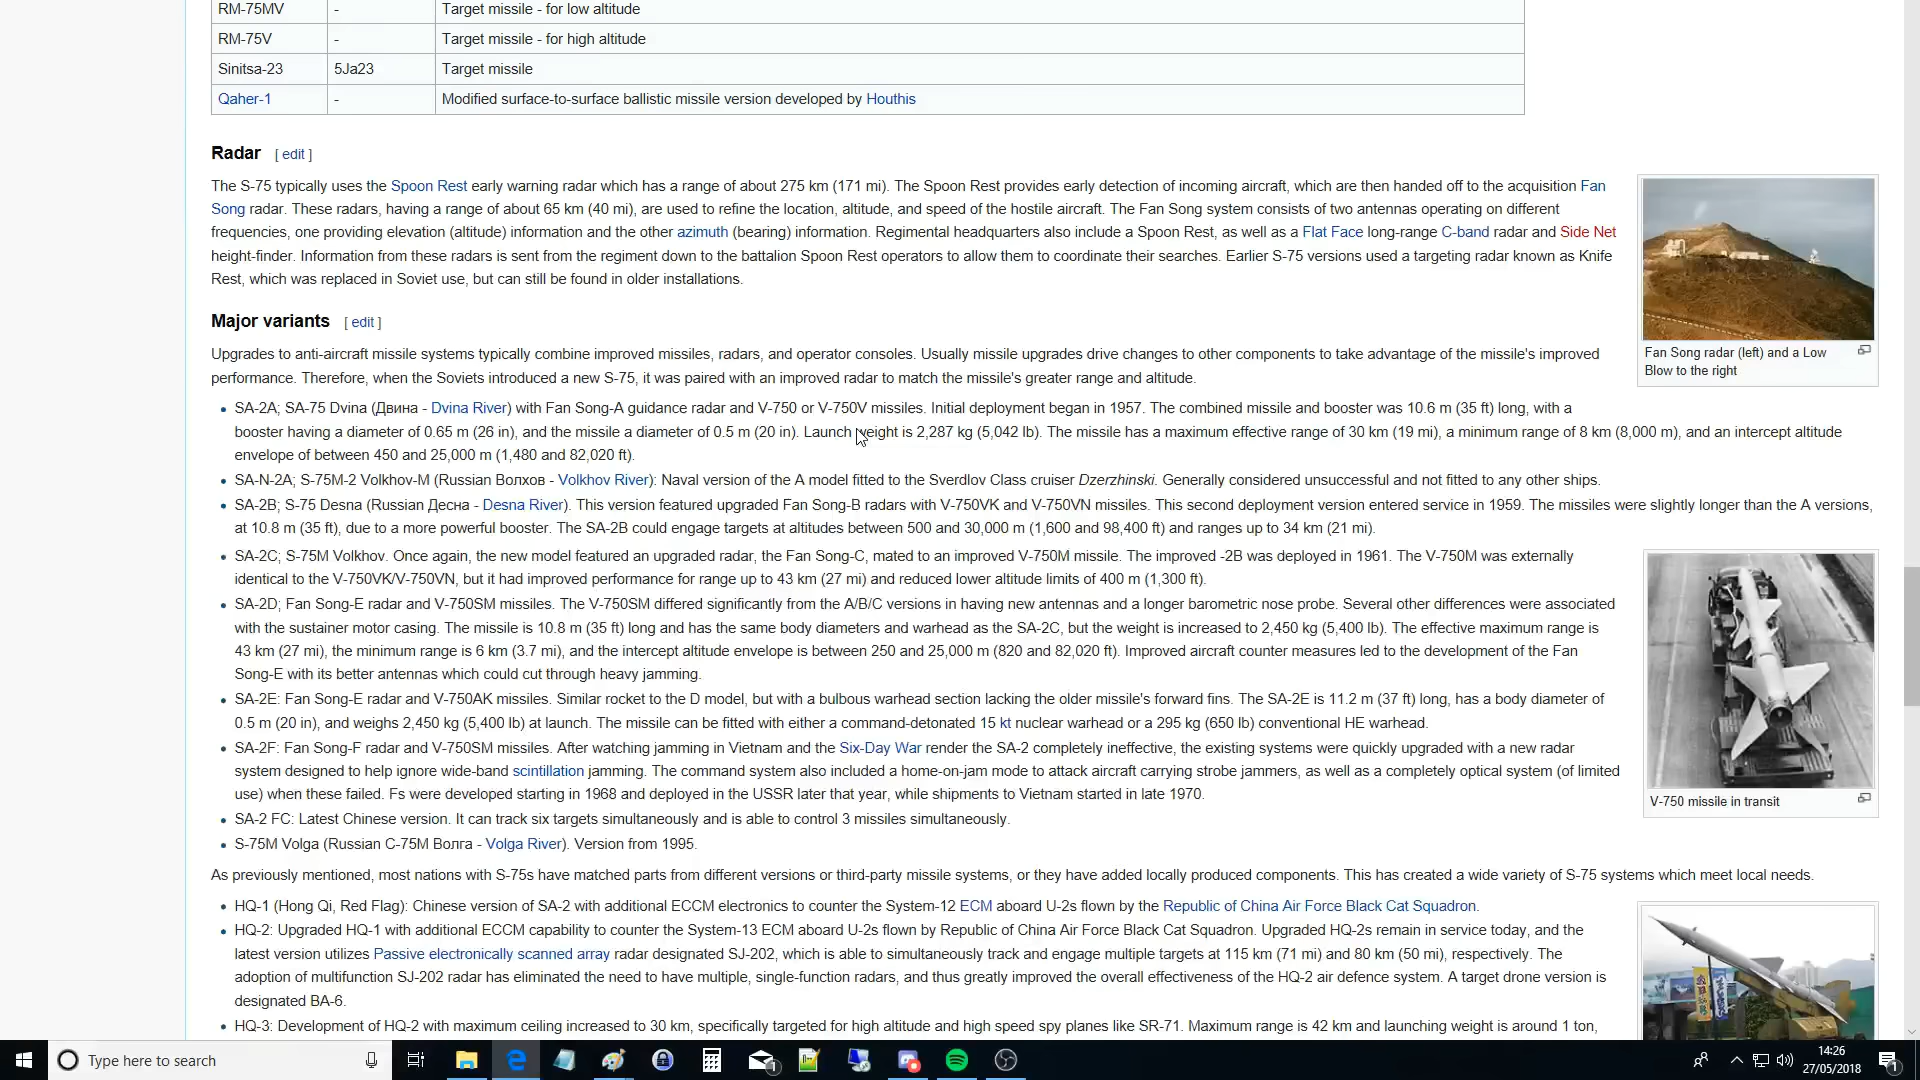 RM-75MV - Target missile - for low altitude
RM-75V - Target missile - for high altitude
Sinitsa-23 5Ja23 Target missile
Qaher-1 - Modified surface-to-surface ballistic missile version developed by Houthis
Radar [ edit ]
The S-75 typically uses the Spoon Rest early warning radar which has a range of about 275 km (171 mi). The Spoon Rest provides early detection of incoming aircraft, which are then handed off to the acquisition Fan
Song radar. These radars, having a range of about 65 km (40 mi), are used to refine the location, altitude, and speed of the hostile aircraft. The Fan Song system consists of two antennas operating on different
frequencies, one providing elevation (altitude) information and the other azimuth (bearing) information. Regimental headquarters also include a Spoon Rest, as well as a Flat Face long-range C-band radar and Side Net
height-finder. Information from these radars is sent from the regiment down to the battalion Spoon Rest operators to allow them to coordinate their searches. Earlier S-75 versions used a targeting radar known as Knife
Rest, which was replaced in Soviet use, but can still be found in older installations.
Fan Song radar (left) and a Low
Blow to the right
Major variants [ edit ]
Upgrades to anti-aircraft missile systems typically combine improved missiles, radars, and operator consoles. Usually missile upgrades drive changes to other components to take advantage of the missile's improved
performance. Therefore, when the Soviets introduced a new S-75, it was paired with an improved radar to match the missile's greater range and altitude.
SA-2A; SA-75 Dvina (Двина - Dvina River) with Fan Song-A guidance radar and V-750 or V-750V missiles. Initial deployment began in 1957. The combined missile and booster was 10.6 m (35 ft) long, with a
booster having a diameter of 0.65 m (26 in), and the missile a diameter of 0.5 m (20 in). Launch weight is 2,287 kg (5,042 lb). The missile has a maximum effective range of 30 km (19 mi), a minimum range of 8 km (8,000 m), and an intercept altitude
envelope of between 450 and 25,000 m (1,480 and 82,020 ft).
SA-N-2A; S-75M-2 Volkhov-M (Russian Волхов - Volkhov River): Naval version of the A model fitted to the Sverdlov Class cruiser Dzerzhinski. Generally considered unsuccessful and not fitted to any other ships.
SA-2B; S-75 Desna (Russian Десна - Desna River). This version featured upgraded Fan Song-B radars with V-750VK and V-750VN missiles. This second deployment version entered service in 1959. The missiles were slightly longer than the A versions,
at 10.8 m (35 ft), due to a more powerful booster. The SA-2B could engage targets at altitudes between 500 and 30,000 m (1,600 and 98,400 ft) and ranges up to 34 km (21 mi).
SA-2C; S-75M Volkhov. Once again, the new model featured an upgraded radar, the Fan Song-C, mated to an improved V-750M missile. The improved -2B was deployed in 1961. The V-750M was externally
identical to the V-750VK/V-750VN, but it had improved performance for range up to 43 km (27 mi) and reduced lower altitude limits of 400 m (1,300 ft).
SA-2D; Fan Song-E radar and V-750SM missiles. The V-750SM differed significantly from the A/B/C versions in having new antennas and a longer barometric nose probe. Several other differences were associated
with the sustainer motor casing. The missile is 10.8 m (35 ft) long and has the same body diameters and warhead as the SA-2C, but the weight is increased to 2,450 kg (5,400 lb). The effective maximum range is
43 km (27 mi), the minimum range is 6 km (3.7 mi), and the intercept altitude envelope is between 250 and 25,000 m (820 and 82,020 ft). Improved aircraft counter measures led to the development of the Fan
Song-E with its better antennas which could cut through heavy jamming.
SA-2E: Fan Song-E radar and V-750AK missiles. Similar rocket to the D model, but with a bulbous warhead section lacking the older missile's forward fins. The SA-2E is 11.2 m (37 ft) long, has a body diameter of
0.5 m (20 in), and weighs 2,450 kg (5,400 lb) at launch. The missile can be fitted with either a command-detonated 15 kt nuclear warhead or a 295 kg (650 lb) conventional HE warhead.
SA-2F: Fan Song-F radar and V-750SM missiles. After watching jamming in Vietnam and the Six-Day War render the SA-2 completely ineffective, the existing systems were quickly upgraded with a new radar
system designed to help ignore wide-band scintillation jamming. The command system also included a home-on-jam mode to attack aircraft carrying strobe jammers, as well as a completely optical system (of limited
use) when these failed. Fs were developed starting in 1968 and deployed in the USSR later that year, while shipments to Vietnam started in late 1970.
V-750 missile in transit
SA-2 FC: Latest Chinese version. It can track six targets simultaneously and is able to control 3 missiles simultaneously.
S-75M Volga (Russian С-75М Волга - Volga River). Version from 1995.
As previously mentioned, most nations with S-75s have matched parts from different versions or third-party missile systems, or they have added locally produced components. This has created a wide variety of S-75 systems which meet local needs.
HQ-1 (Hong Qi, Red Flag): Chinese version of SA-2 with additional ECCM electronics to counter the System-12 ECM aboard U-2s flown by the Republic of China Air Force Black Cat Squadron.
HQ-2: Upgraded HQ-1 with additional ECCM capability to counter the System-13 ECM aboard U-2s flown by Republic of China Air Force Black Cat Squadron. Upgraded HQ-2s remain in service today, and the
latest version utilizes Passive electronically scanned array radar designated SJ-202, which is able to simultaneously track and engage multiple targets at 115 km (71 mi) and 80 km (50 mi), respectively. The
adoption of multifunction SJ-202 radar has eliminated the need to have multiple, single-function radars, and thus greatly improved the overall effectiveness of the HQ-2 air defence system. A target drone version is
designated BA-6.
HQ-3: Development of HQ-2 with maximum ceiling increased to 30 km, specifically targeted for high altitude and high speed spy planes like SR-71. Maximum range is 42 km and launching weight is around 1 ton,
Type here to search
1
14:26
27/05/2018
1